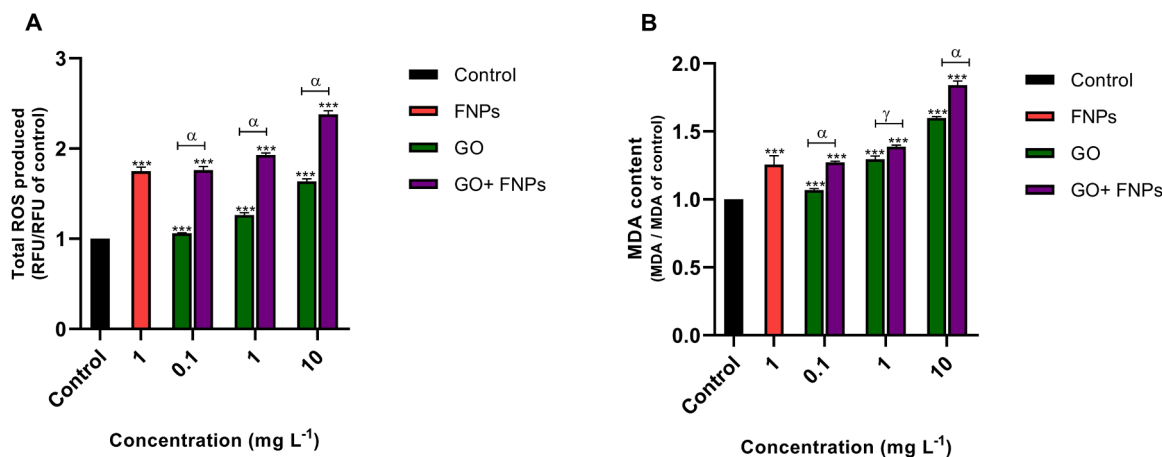 A
Total ROS produced
(RFU/RFU of control)
3
2
1
0
***
***
α
***
***
α
***
***
α
***
Control
1
0.1
1
10
Concentration (mg L-1)
Control
FNPs
GO
GO+ FNPs
B
MDA content
(MDA / MDA of control)
2.0
1.5
1.0
0.5
0.0
***
***
α
***
***
γ
***
***
α
***
Control
1
0.1
1
10
Concentration (mg L-1)
Control
FNPs
GO
GO+ FNPs